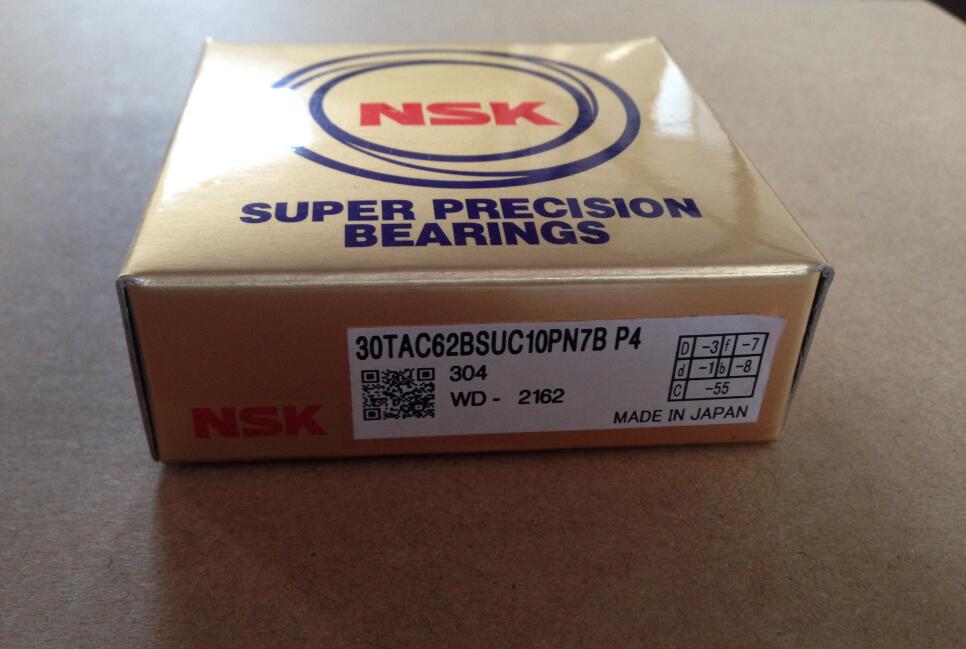 NSK
SUPER PRECISION
BEARINGS
30TAC62BSUC10PN7B P4
304
WD - 2162
D -3 f -7
d -1 b -8
C -55
MADE IN JAPAN
NSK